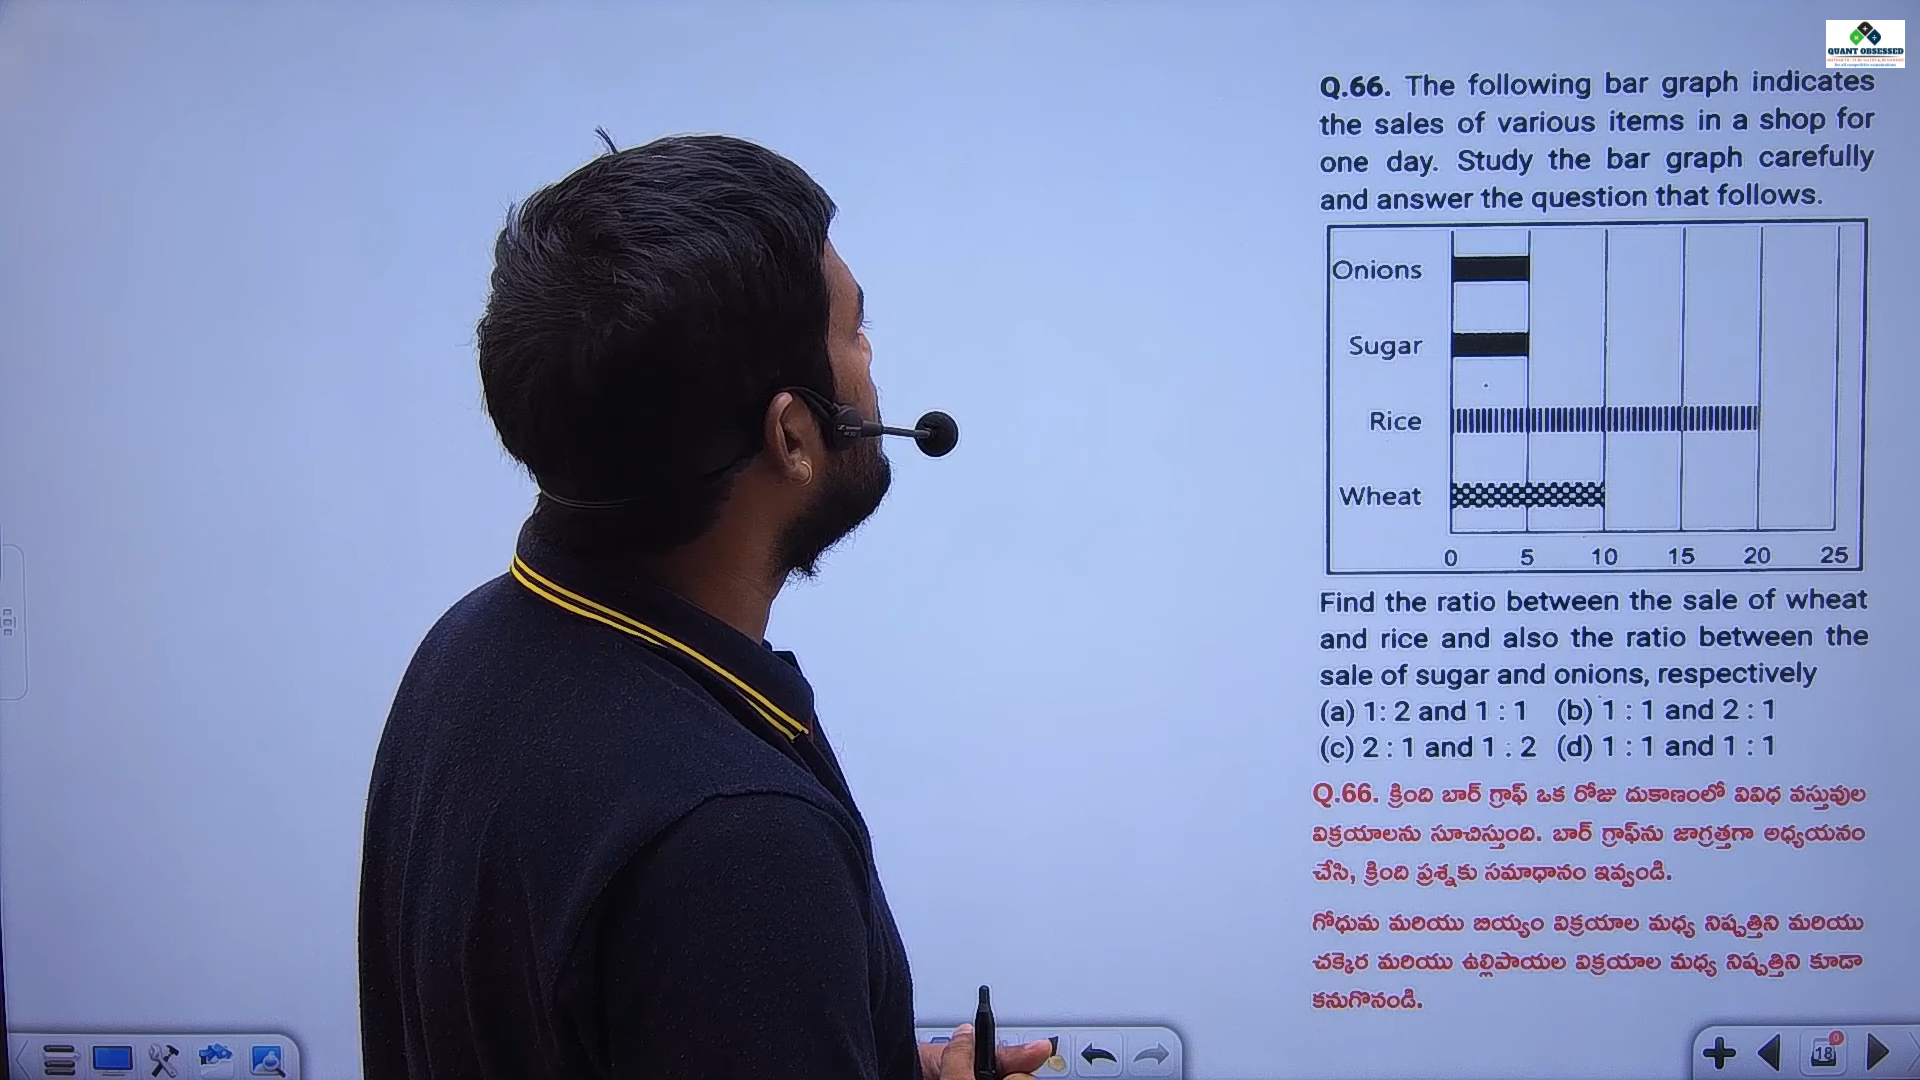 QUANT OBSESSED
Q.66. The following bar graph indicates
the sales of various items in a shop for
one day. Study the bar graph carefully
and answer the question that follows.
Onions
Sugar
Rice
Wheat
0 5 10 15 20 25
Find the ratio between the sale of wheat
and rice and also the ratio between the
sale of sugar and onions, respectively
(a) 1: 2 and 1 : 1 (b) 1 : 1 and 2 : 1
(c) 2 : 1 and 1 : 2 (d) 1 : 1 and 1 : 1
Q.66. క్రింది బార్ గ్రాఫ్ ఒక రోజు దుకాణంలో వివిధ వస్తువుల
విక్రయాలను సూచిస్తుంది. బార్ గ్రాఫ్‌ను జాగ్రత్తగా అధ్యయనం
చేసి, క్రింది ప్రశ్నకు సమాధానం ఇవ్వండి.
గోధుమ మరియు బియ్యం విక్రయాల మధ్య నిష్పత్తిని మరియు
చక్కెర మరియు ఉల్లిపాయల విక్రయాల మధ్య నిష్పత్తిని కూడా
కనుగొనండి.
18
0